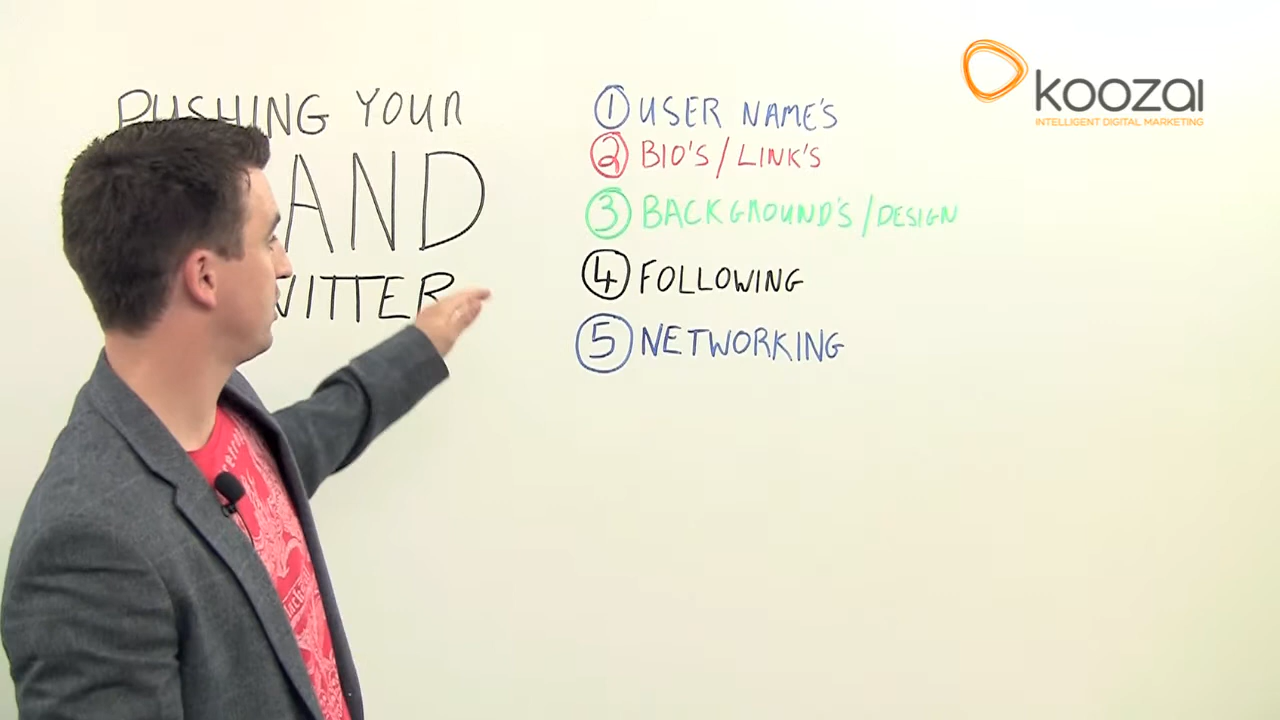 PUSHING YOUR
AND
WITTER
① USER NAME'S
② BIO'S / LINK'S
③ BACKGROUND'S / DESIGN
④ FOLLOWING
⑤ NETWORKING
koozai
INTELLIGENT DIGITAL MARKETING